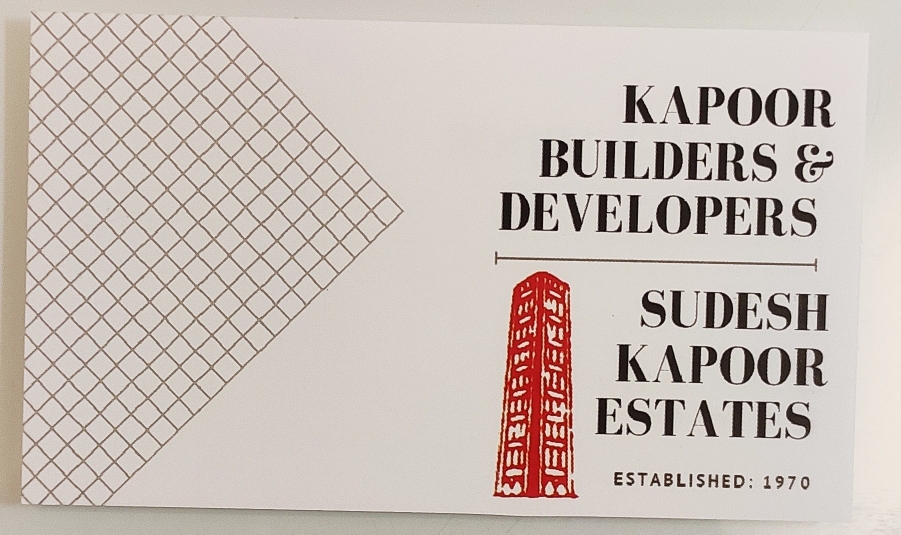 KAPOOR
BUILDERS &
DEVELOPERS
SUDESH
KAPOOR
ESTATES
ESTABLISHED: 1970